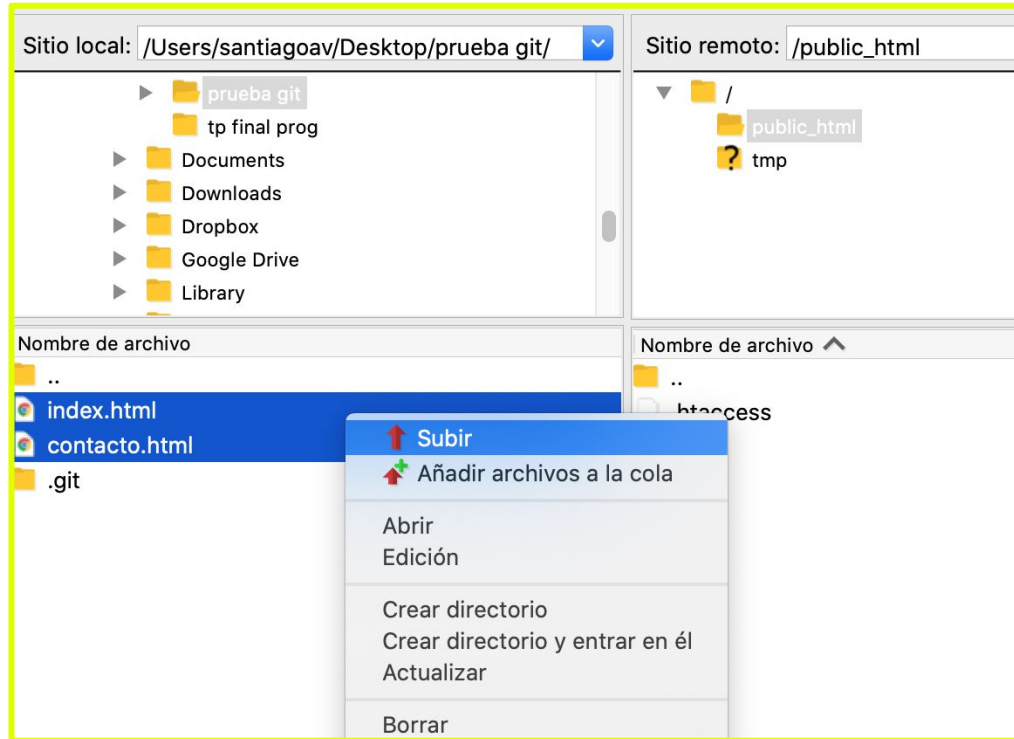 Sitio local: /Users/santiagoav/Desktop/prueba git/
prueba git
tp final prog
Documents
Downloads
Dropbox
Google Drive
Library
Sitio remoto: /public_html
/
public_html
? tmp
Nombre de archivo
..
index.html
contacto.html
.git
Nombre de archivo
..
htaccess
Subir
Añadir archivos a la cola
Abrir
Edición
Crear directorio
Crear directorio y entrar en él
Actualizar
Borrar